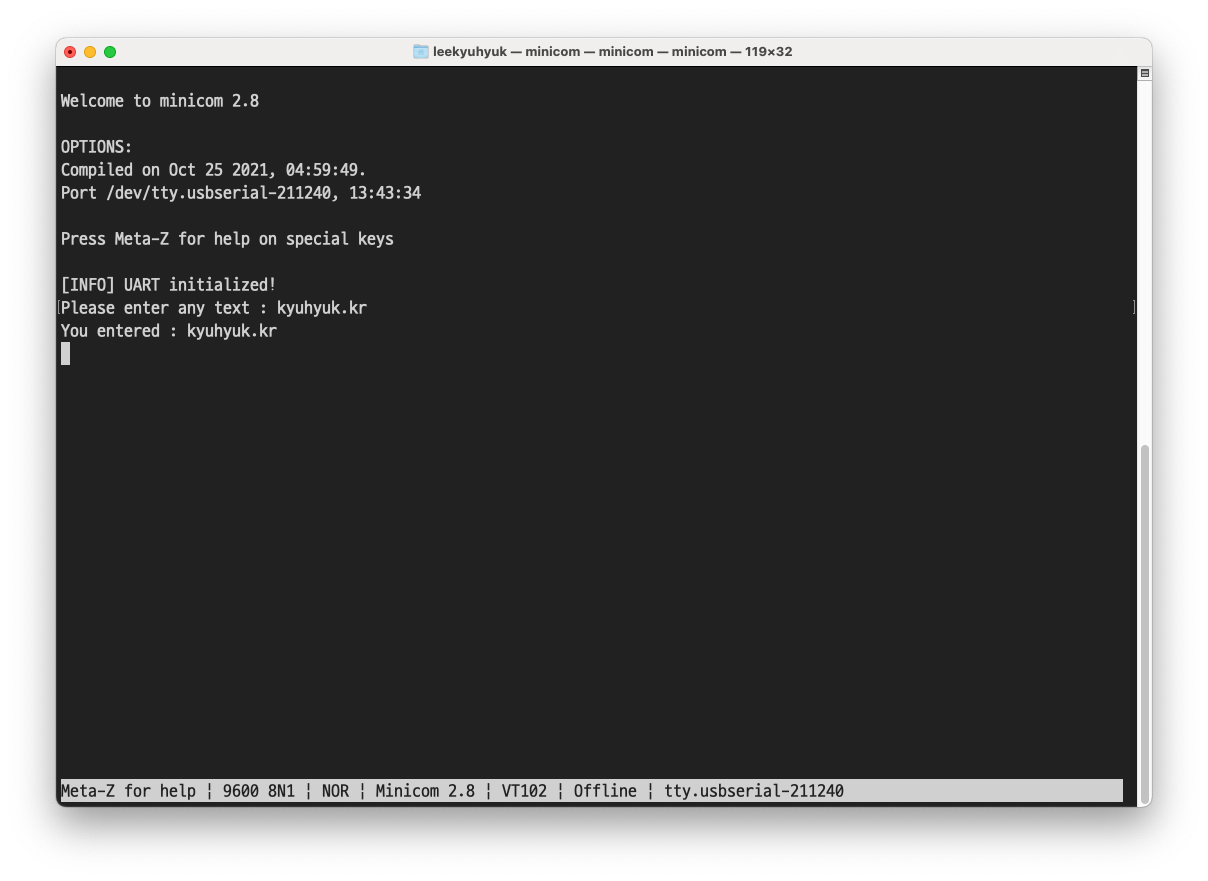 leekyuhyuk — minicom — minicom — minicom — 119×32
Welcome to minicom 2.8
OPTIONS:
Compiled on Oct 25 2021, 04:59:49.
Port /dev/tty.usbserial-211240, 13:43:34
Press Meta-Z for help on special keys
[INFO] UART initialized!
[Please enter any text : kyuhyuk.kr ]
You entered : kyuhyuk.kr
Meta-Z for help ¦ 9600 8N1 ¦ NOR ¦ Minicom 2.8 ¦ VT102 ¦ Offline ¦ tty.usbserial-211240